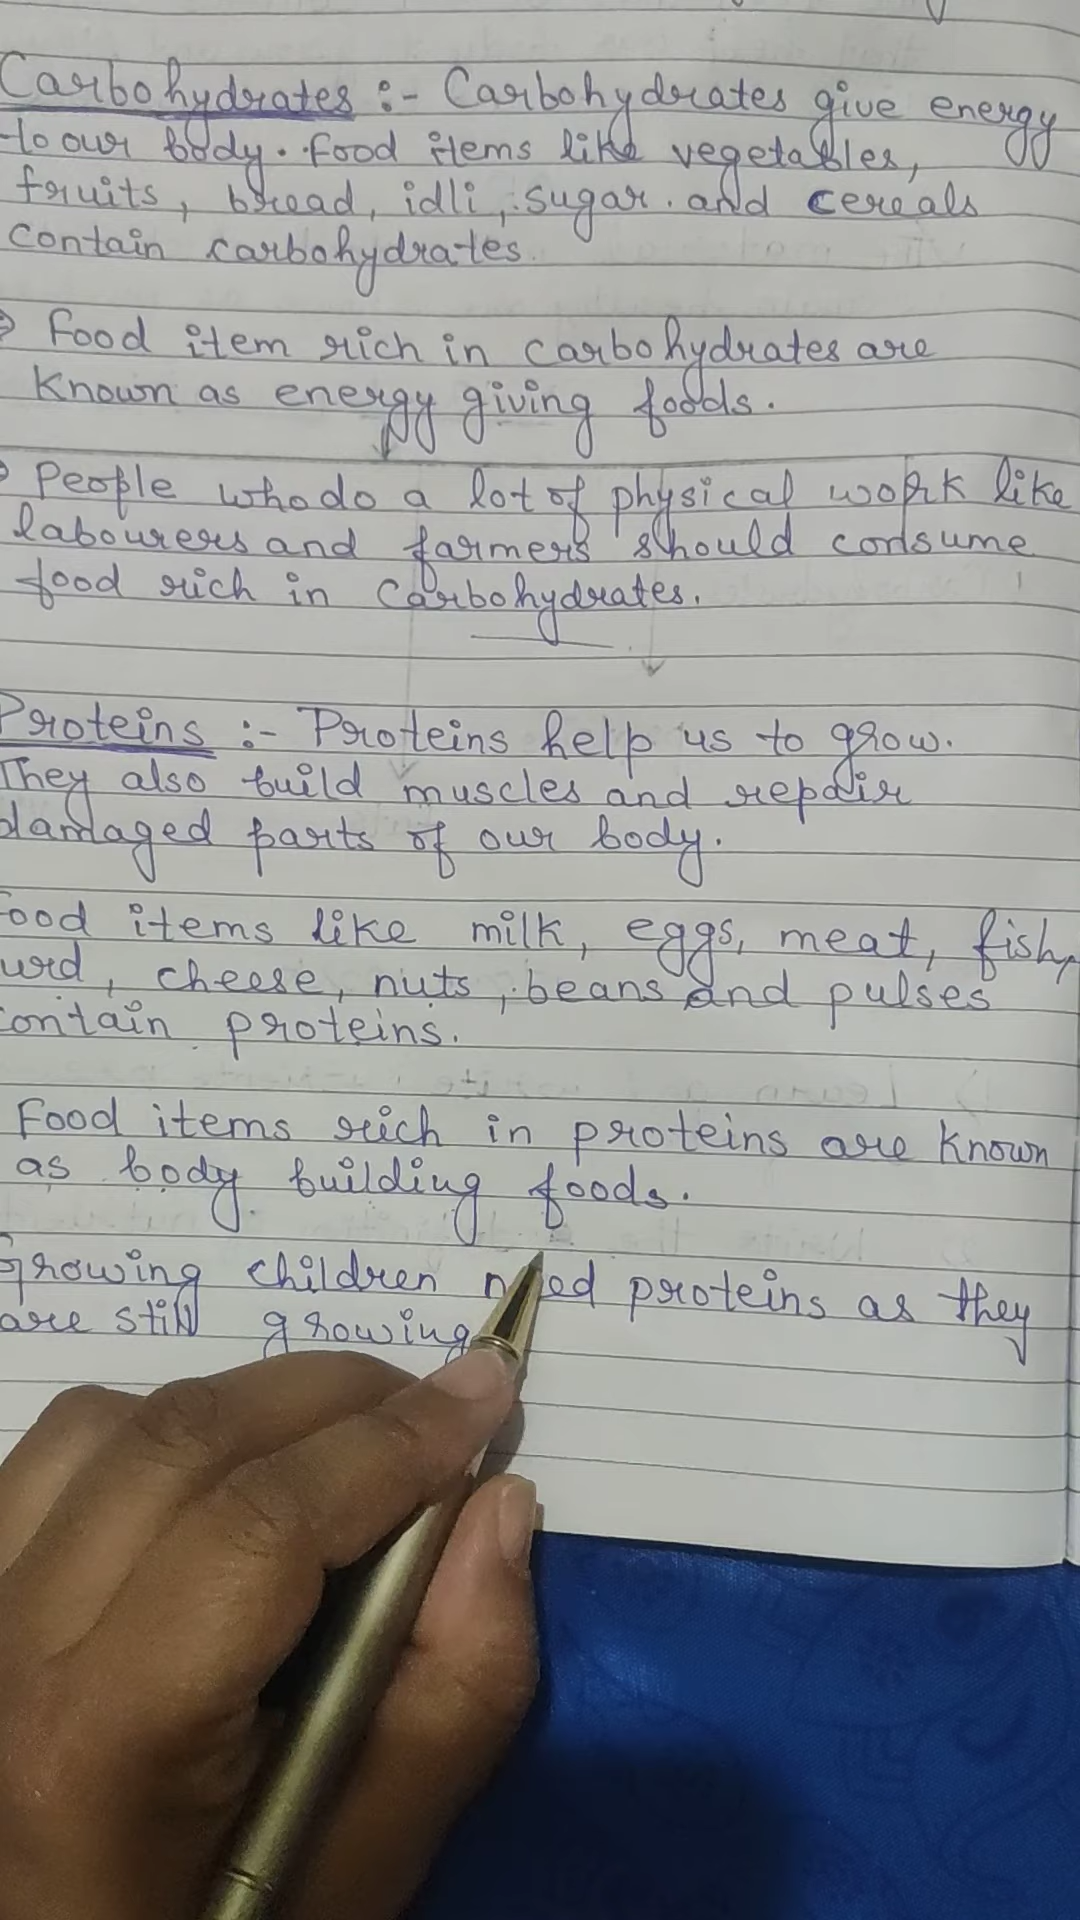 Carbohydrates :- Carbohydrates give energy
to our body. Food items like vegetables,
fruits, bread, idli, sugar and cereals
contain carbohydrates.
Food item rich in carbohydrates are
Known as energy giving foods.
People who do a lot of physical work like
labourers and farmers should consume
food rich in Carbohydrates.
Proteins :- Proteins help us to grow.
They also build muscles and repair
damaged parts of our body.
ood items like milk, eggs, meat, fish,
urd, cheese, nuts, beans and pulses
contain proteins.
Food items rich in proteins are known
as body building foods.
Growing children need proteins as they
are still growing